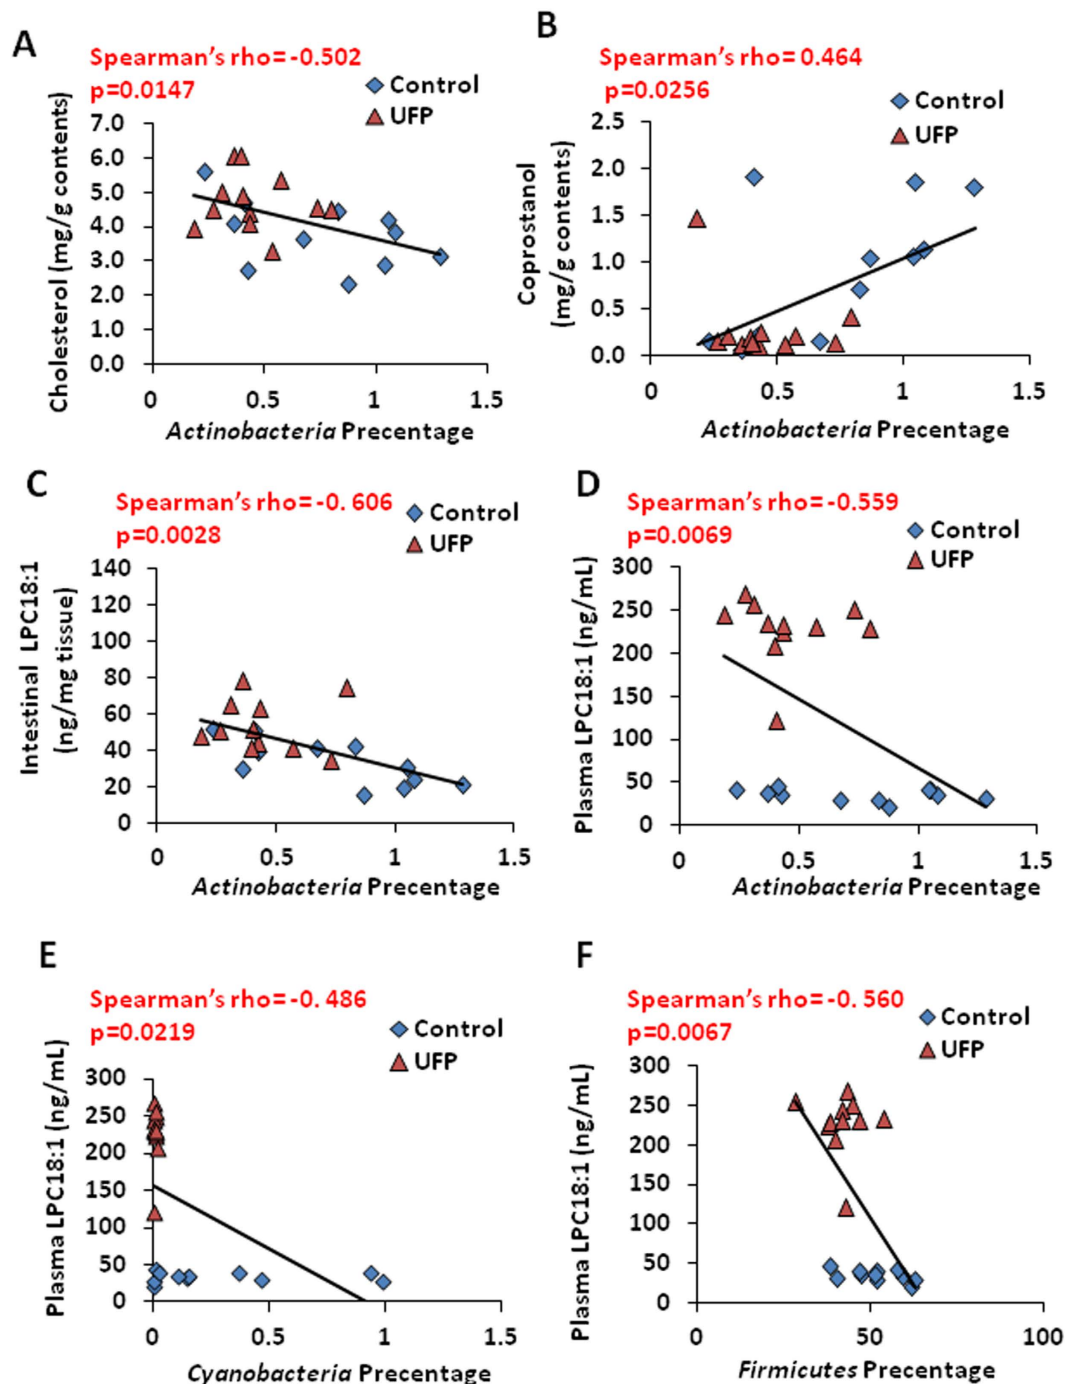 A
Spearman's rho= -0.502
p=0.0147
Control
UFP
Cholesterol (mg/g contents)
7.0
6.0
5.0
4.0
3.0
2.0
1.0
0.0
0 0.5 1 1.5
Actinobacteria Precentage
B
Spearman's rho= 0.464
p=0.0256
Control
UFP
Coprostanol
(mg/g contents)
2.5
2.0
1.5
1.0
0.5
0.0
0 0.5 1 1.5
Actinobacteria Precentage
C
Spearman's rho= -0. 606
p=0.0028
Control
UFP
Intestinal LPC18:1
(ng/mg tissue)
140
120
100
80
60
40
20
0
0 0.5 1 1.5
Actinobacteria Precentage
D
Spearman's rho= -0.559
p=0.0069
Control
UFP
Plasma LPC18:1 (ng/mL)
300
250
200
150
100
50
0
0 0.5 1 1.5
Actinobacteria Precentage
E
Spearman's rho= -0. 486
p=0.0219
Control
UFP
Plasma LPC18:1 (ng/mL)
300
250
200
150
100
50
0
0 0.5 1 1.5
Cyanobacteria Precentage
F
Spearman's rho= -0. 560
p=0.0067
Control
UFP
Plasma LPC18:1 (ng/mL)
300
250
200
150
100
50
0
0 50 100
Firmicutes Precentage